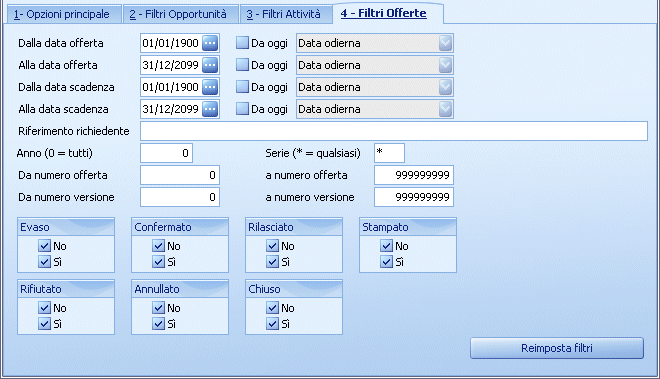 1- Opzioni principale 2 - Filtri Opportunità 3 - Filtri Attività 4 - Filtri Offerte
Dalla data offerta 01/01/1900 ... Da oggi Data odierna
Alla data offerta 31/12/2099 ... Da oggi Data odierna
Dalla data scadenza 01/01/1900 ... Da oggi Data odierna
Alla data scadenza 31/12/2099 ... Da oggi Data odierna
Riferimento richiedente
Anno (0 = tutti) 0 Serie (* = qualsiasi) *
Da numero offerta 0 a numero offerta 999999999
Da numero versione 0 a numero versione 999999999
Evaso Confermato Rilasciato Stampato
No No No No
Sì Sì Sì Sì
Rifiutato Annullato Chiuso
No No No
Sì Sì Sì
Reimposta filtri